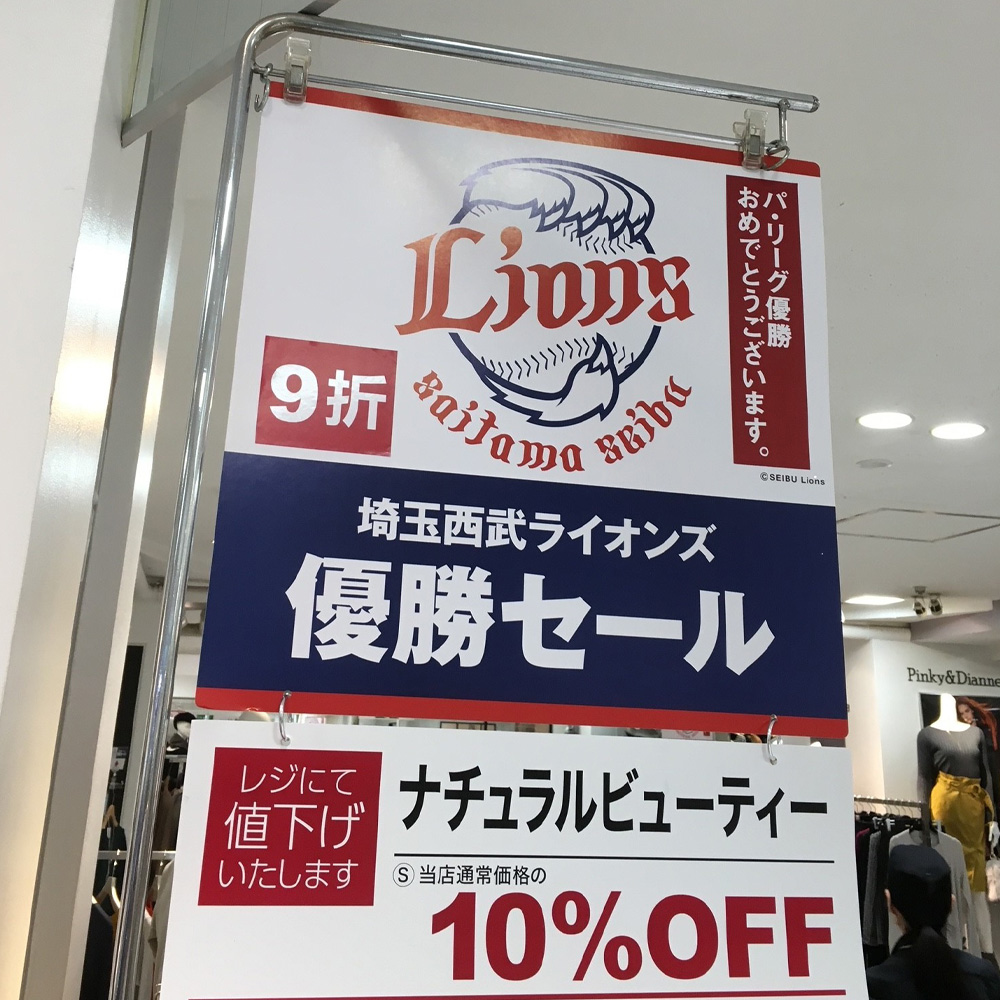 Lions
Saitama Seibu
パ・リーグ優勝
おめでとうございます。
9折
©SEIBU Lions
埼玉西武ライオンズ
優勝セール
レジにて
値下げ
いたします
ナチュラルビューティー
Ⓢ当店通常価格の
10%OFF
Pinky&Dianne